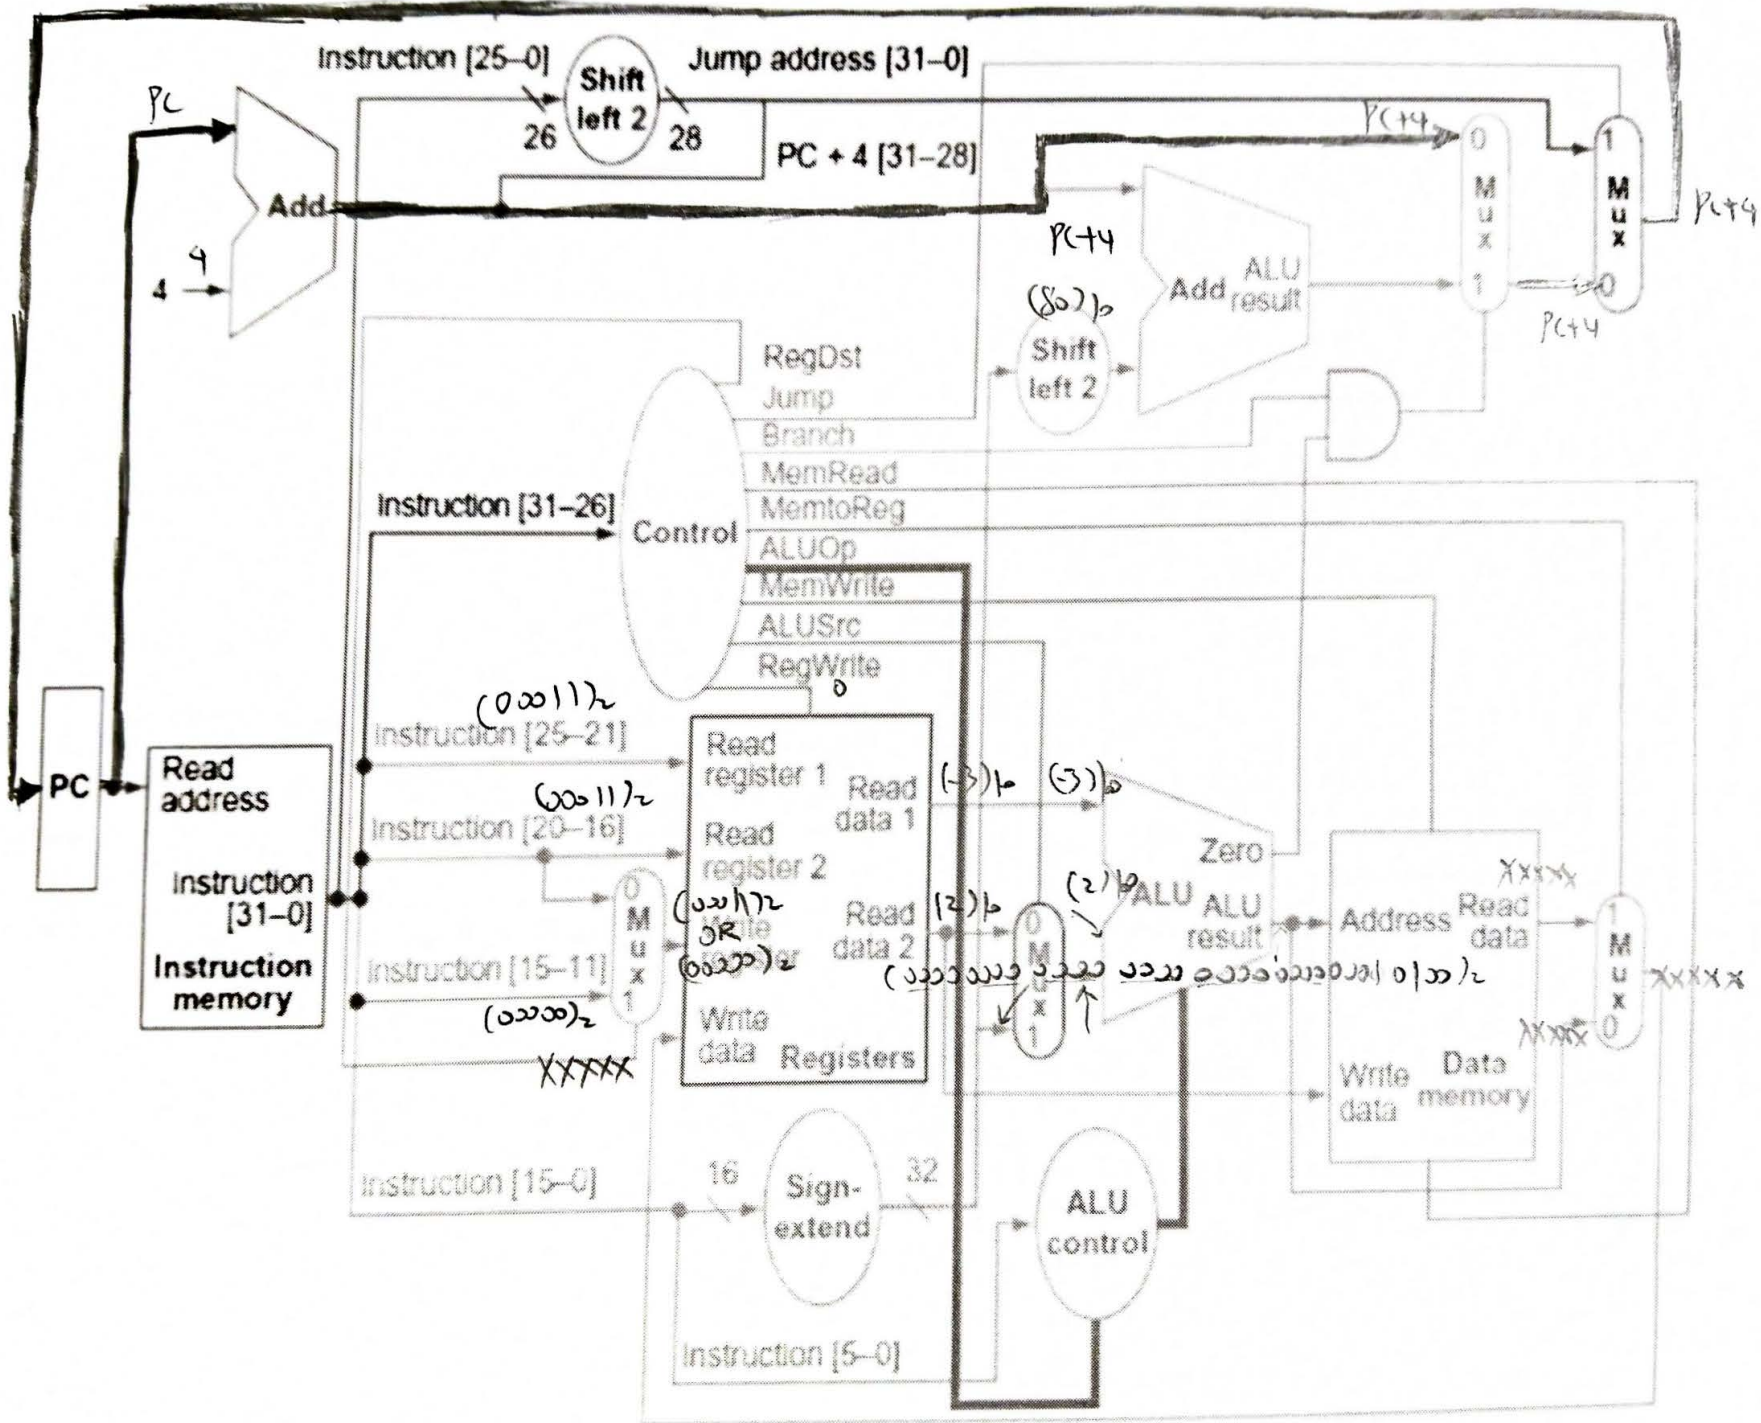 Instruction [25–0]
Shift
left 2
Jump address [31–0]
26
28
PC + 4 [31–28]
PC
Add
4
4
PC+4
0
M
u
x
1
1
M
u
x
0
PC+4
PC+4
PC+4
Add
ALU
result
(80)10
Shift
left 2
RegDst
Jump
Branch
MemRead
MemtoReg
ALUOp
MemWrite
ALUSrc
RegWrite
0
Instruction [31–26]
Control
PC
Read
address
Instruction
[31–0]
Instruction
memory
(00011)2
Instruction [25–21]
(00011)2
Instruction [20–16]
Instruction [15–11]
(00000)2
0
M
u
x
1
XXXXX
Read
register 1
Read
register 2
(00011)2
OR
(00000)2
Write
register
Write
data
Registers
Read
data 1
Read
data 2
(-3)10
(-3)10
(2)10
(2)10
0
M
u
x
1
Zero
ALU
ALU
result
Address
Read
data
XXXXX
Write
data
Data
memory
1
M
u
x
0
XXXXX
XXXXX
Instruction [15–0]
16
Sign-
extend
32
ALU
control
Instruction [5–0]